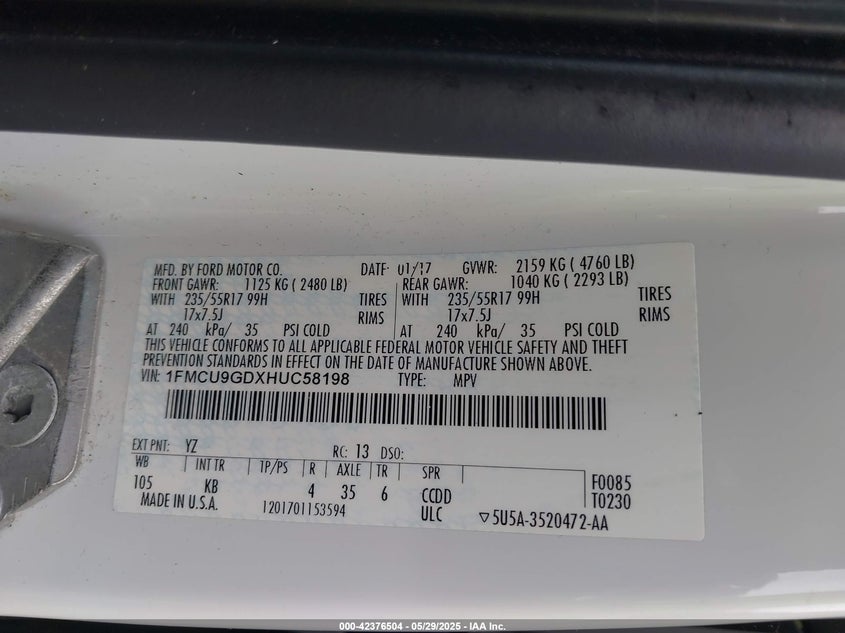 MFD. BY FORD MOTOR CO. DATE: 01/17 GVWR: 2159 KG ( 4760 LB)
FRONT GAWR: 1125 KG ( 2480 LB) REAR GAWR: 1040 KG ( 2293 LB)
WITH 235/55R17 99H TIRES WITH 235/55R17 99H TIRES
17x7.5J RIMS 17x7.5J RIMS
AT 240 kPa/ 35 PSI COLD AT 240 kPa/ 35 PSI COLD
THIS VEHICLE CONFORMS TO ALL APPLICABLE FEDERAL MOTOR VEHICLE SAFETY AND THEFT
PREVENTION STANDARDS IN EFFECT ON THE DATE OF MANUFACTURE SHOWN ABOVE.
VIN: 1FMCU9GDXHUC58198 TYPE: MPV
EXT PNT: YZ RC: 13 DSO:
WB INT TR TP/PS R AXLE TR SPR F0085
105 KB 4 35 6 CCDD T0230
MADE IN U.S.A. 1201701153594 ULC ▽5U5A-3520472-AA
000-42376504 — 05/29/2025 — IAA Inc.